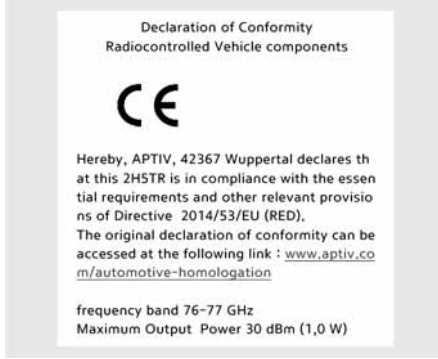 Declaration of Conformity
Radiocontrolled Vehicle components
CE
Hereby, APTIV, 42367 Wuppertal declares th
at this 2H5TR is in compliance with the essen
tial requirements and other relevant provisio
ns of Directive 2014/53/EU (RED).
The original declaration of conformity can be
accessed at the following link : www.aptiv.co
m/automotive-homologation
frequency band 76-77 GHz
Maximum Output Power 30 dBm (1,0 W)